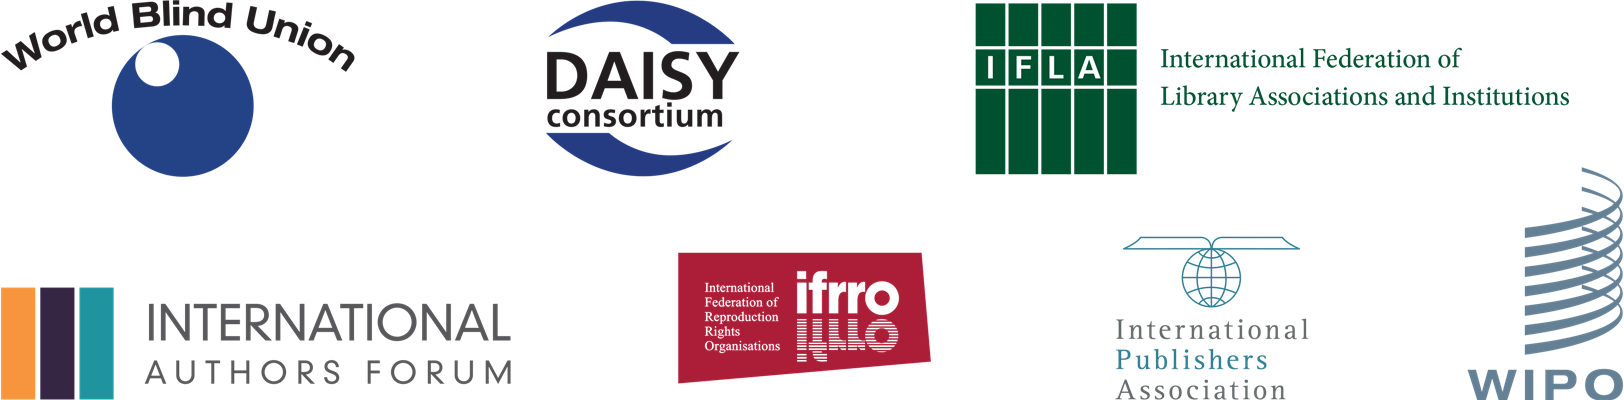 World Blind Union
DAISY
consortium
IFLA
International Federation of
Library Associations and Institutions
INTERNATIONAL
AUTHORS FORUM
International
Federation of
Reproduction
Rights
Organisations
ifrro
International
Publishers
Association
WIPO